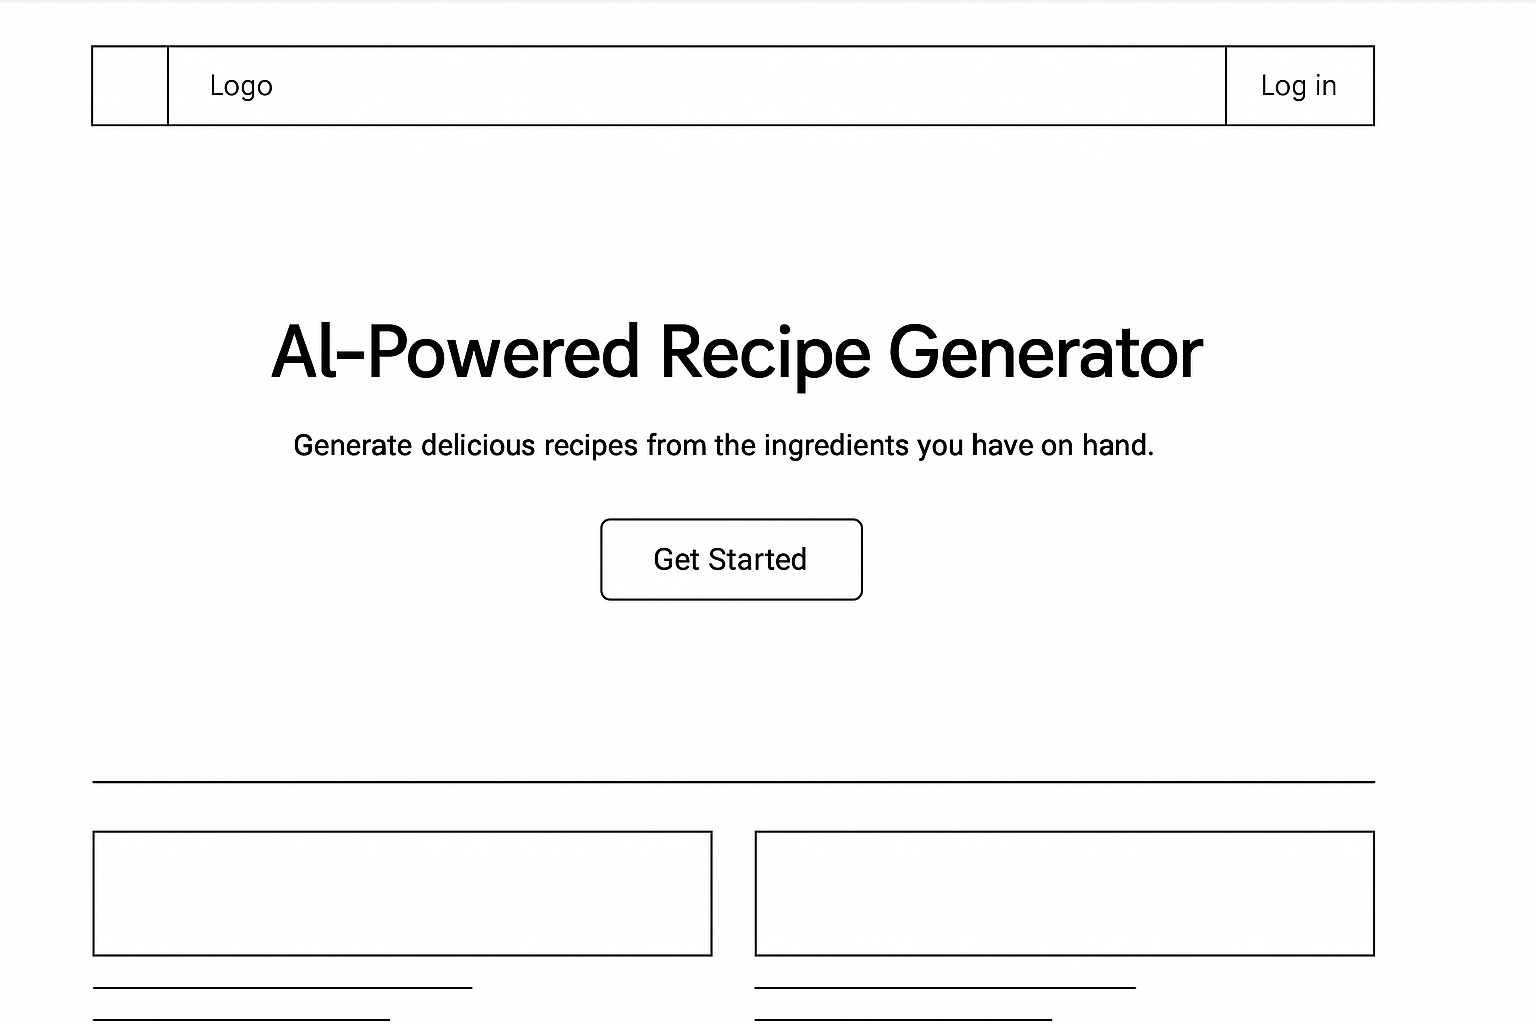 Logo
Log in
AI-Powered Recipe Generator
Generate delicious recipes from the ingredients you have on hand.
Get Started